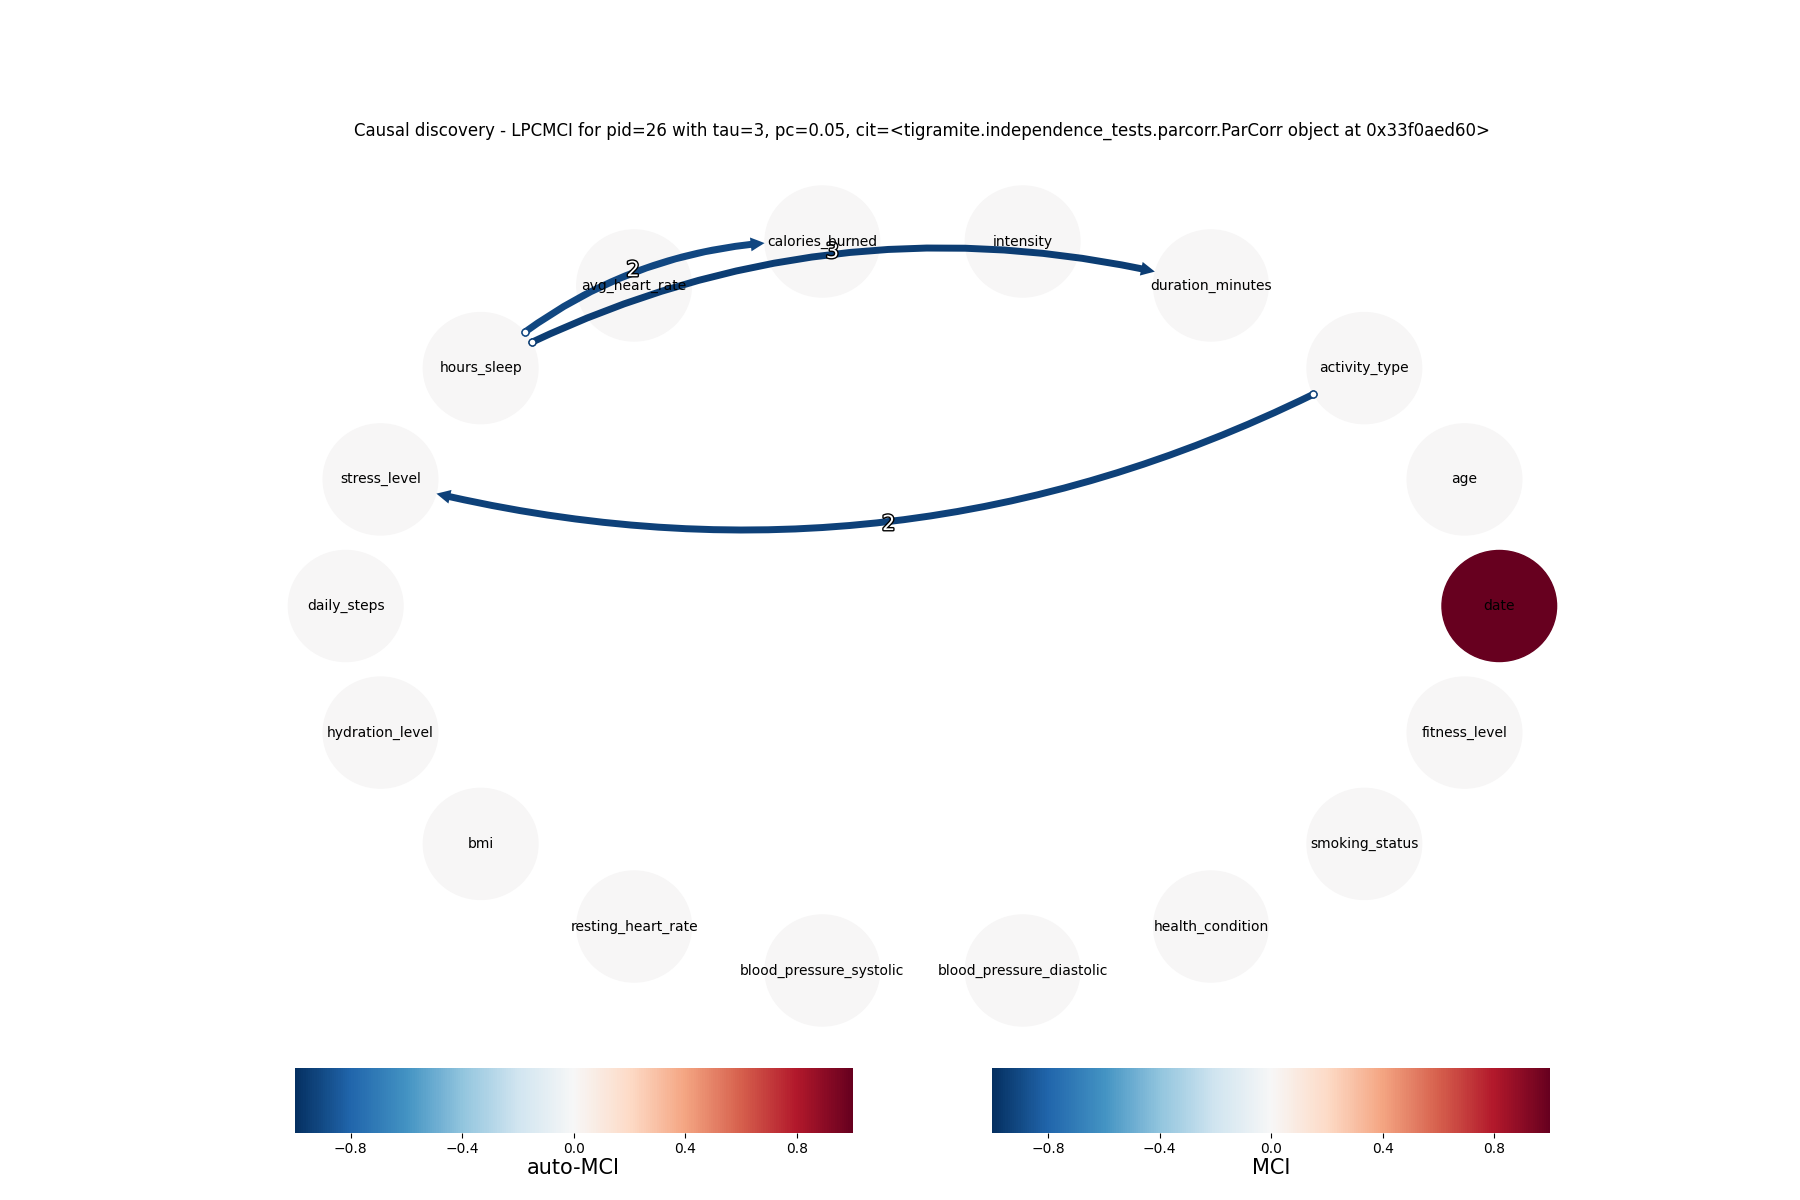 Causal discovery - LPCMCI for pid=26 with tau=3, pc=0.05, cit=<tigramite.independence_tests.parcorr.ParCorr object at 0x33f0aed60>
calories_burned
intensity
3
2
avg_heart_rate
duration_minutes
hours_sleep
activity_type
stress_level
age
2
daily_steps
date
hydration_level
fitness_level
bmi
smoking_status
resting_heart_rate
health_condition
blood_pressure_systolic
blood_pressure_diastolic
−0.8 −0.4 0.0 0.4 0.8
auto-MCI
−0.8 −0.4 0.0 0.4 0.8
MCI